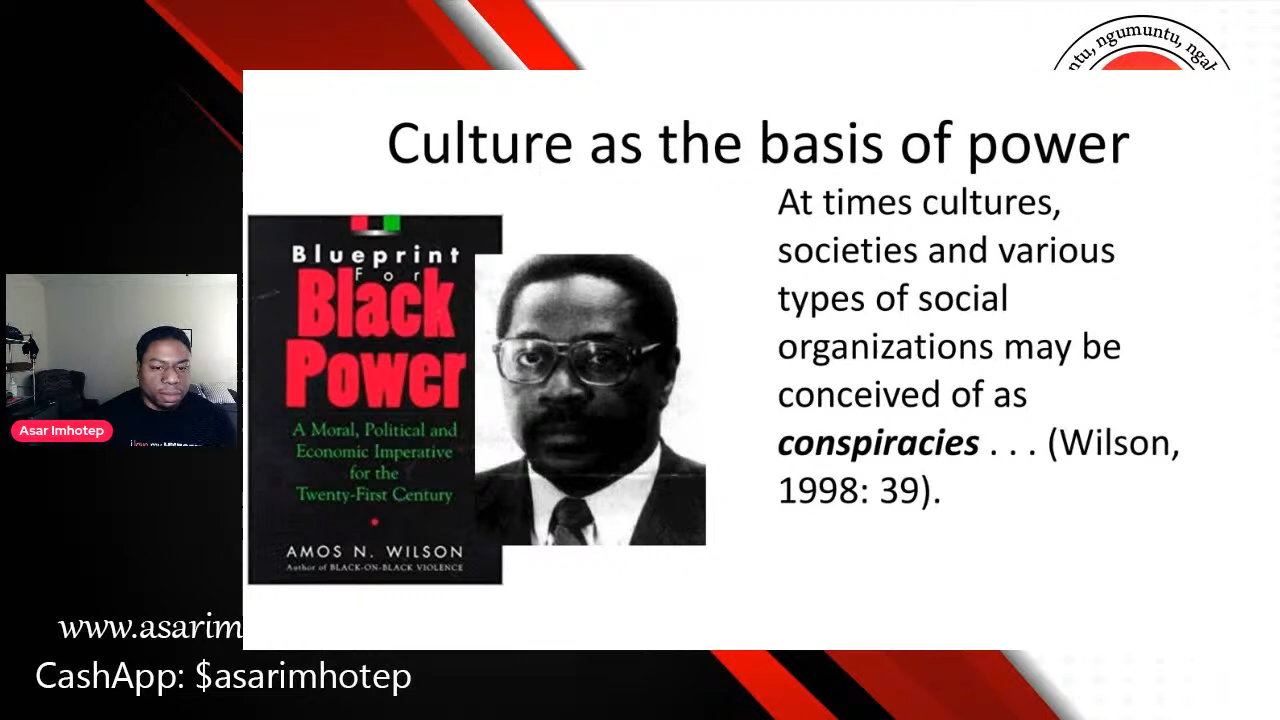 ntu, ngumuntu, ngab
Culture as the basis of power
At times cultures,
societies and various
types of social
organizations may be
conceived of as
conspiracies . . . (Wilson,
1998: 39).
Blueprint
For
Black
Power
A Moral, Political and
Economic Imperative
for the
Twenty-First Century
AMOS N. WILSON
Author of BLACK-ON-BLACK VIOLENCE
Asar Imhotep
www.asarim
CashApp: $asarimhotep